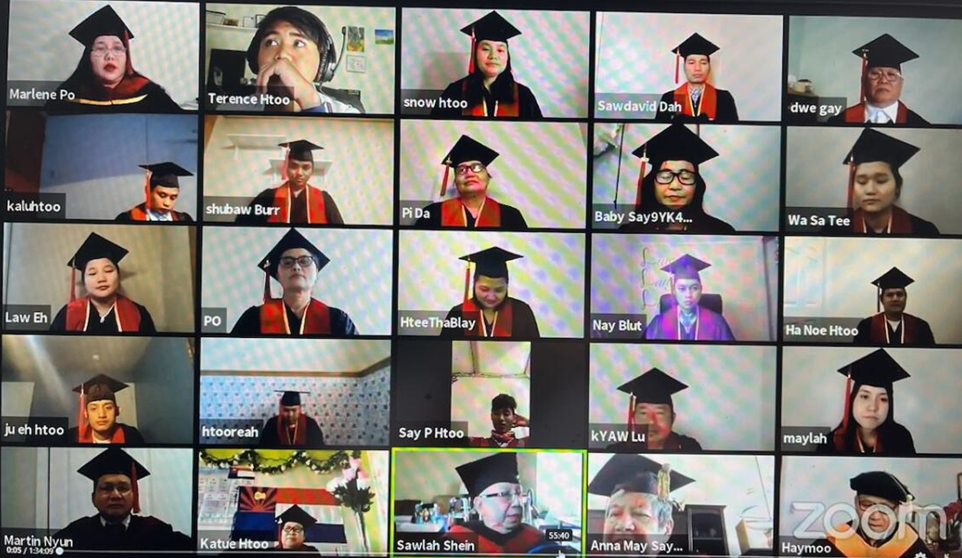 Marlene Po
Terence Htoo
snow htoo
Sawdavid Dah
dwe gay
kaluhtoo
shubaw Burr
Pi Da
Baby Say9YK4...
Wa Sa Tee
Law Eh
PO
HteeThaBlay
Nay Blut
Ha Noe Htoo
ju eh htoo
htooreah
Say P Htoo
kYAW Lu
maylah
Martin Nyun
Katue Htoo
Sawlah Shein
Anna May Say...
Haymoo
zoom
55:40
0:05 / 1:34:09